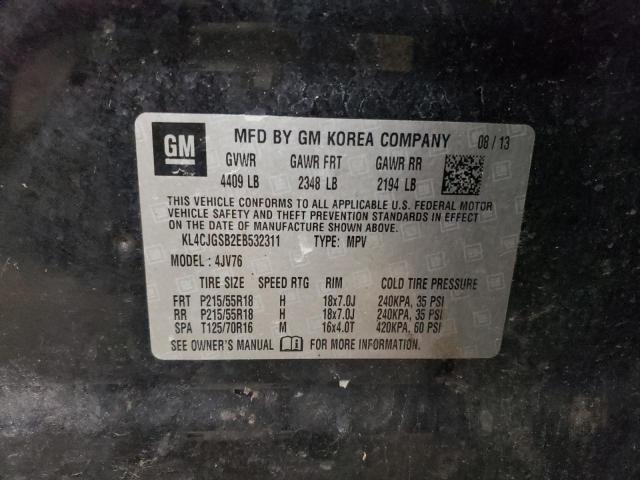 GM MFD BY GM KOREA COMPANY 08/13
GVWR GAWR FRT GAWR RR
4409 LB 2348 LB 2194 LB
THIS VEHICLE CONFORMS TO ALL APPLICABLE U.S. FEDERAL MOTOR
VEHICLE SAFETY AND THEFT PREVENTION STANDARDS IN EFFECT
ON THE DATE OF MANUFACTURE SHOWN ABOVE.
KL4CJGSB2EB532311 TYPE: MPV
MODEL : 4JV76
TIRE SIZE SPEED RTG RIM COLD TIRE PRESSURE
FRT P215/55R18 H 18x7.0J 240KPA, 35 PSI
RR P215/55R18 H 18x7.0J 240KPA, 35 PSI
SPA T125/70R16 M 16x4.0T 420KPA, 60 PSI
SEE OWNER'S MANUAL FOR MORE INFORMATION.